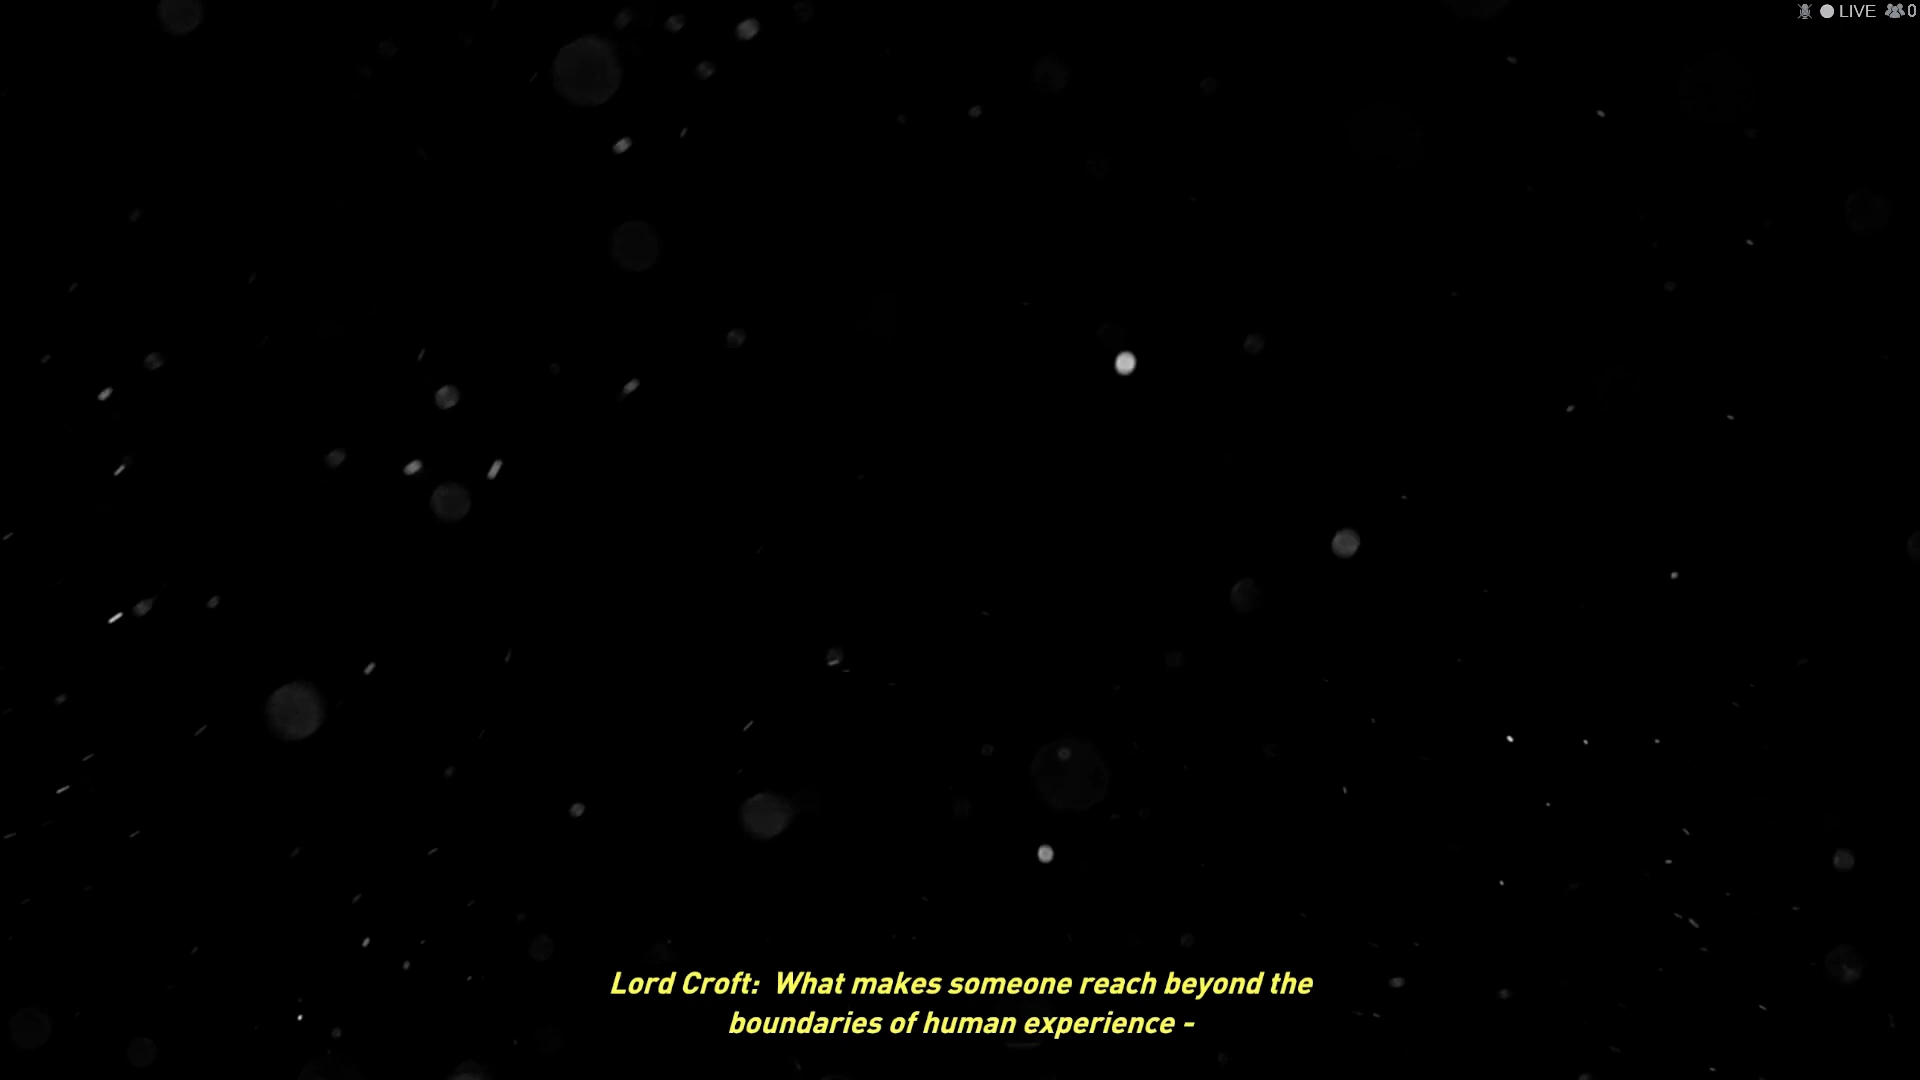 LIVE 0
Lord Croft: What makes someone reach beyond the
boundaries of human experience -